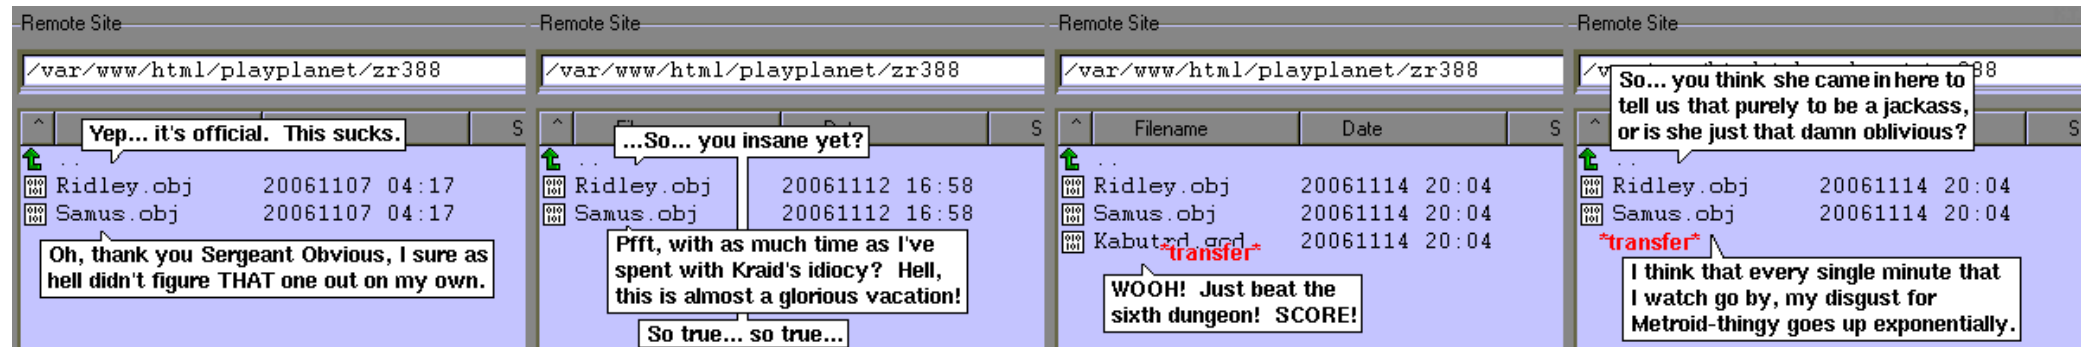 Remote Site
/var/www/html/playplanet/zr388
^ S
Yep... it's official. This sucks.
..
Ridley.obj 20061107 04:17
Samus.obj 20061107 04:17
Oh, thank you Sergeant Obvious, I sure as
hell didn't figure THAT one out on my own.
Remote Site
/var/www/html/playplanet/zr388
^ S
...So... you insane yet?
..
Ridley.obj 20061112 16:58
Samus.obj 20061112 16:58
Pfft, with as much time as I've
spent with Kraid's idiocy? Hell,
this is almost a glorious vacation!
So true... so true...
Remote Site
/var/www/html/playplanet/zr388
^ Filename Date S
..
Ridley.obj 20061114 20:04
Samus.obj 20061114 20:04
Kabutrd.god 20061114 20:04
*transfer*
WOOH! Just beat the
sixth dungeon! SCORE!
Remote Site
So... you think she came in here to
tell us that purely to be a jackass,
or is she just that damn oblivious?
^ S
..
Ridley.obj 20061114 20:04
Samus.obj 20061114 20:04
*transfer*
I think that every single minute that
I watch go by, my disgust for
Metroid-thingy goes up exponentially.